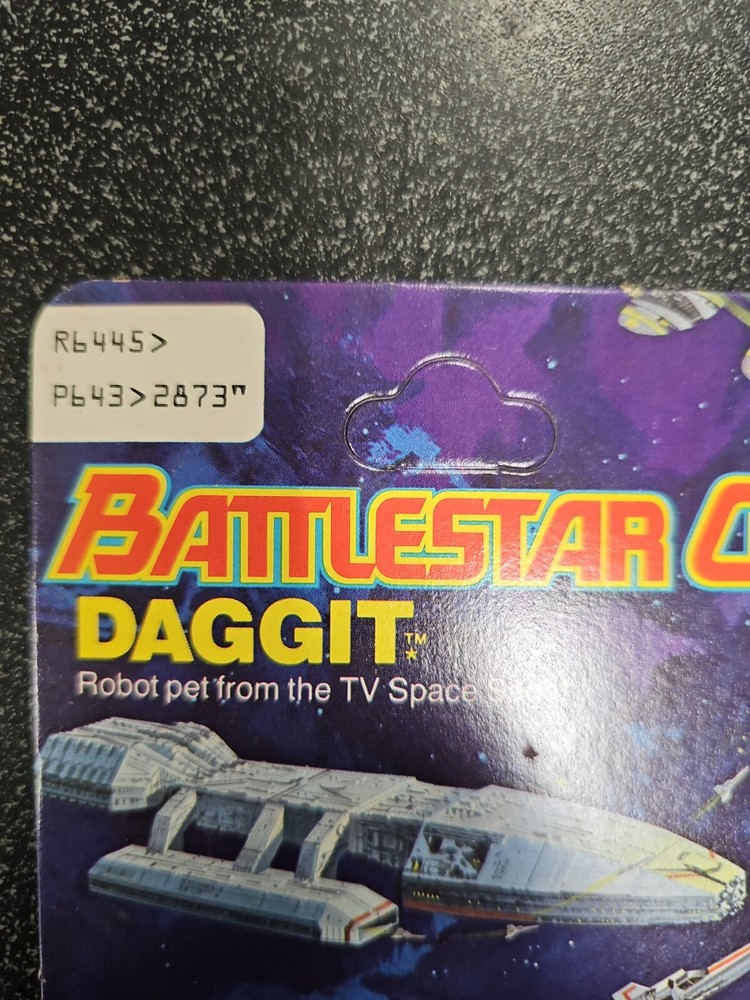 R6445>
P643>2873"
BATTLESTAR
DAGGIT™*
Robot pet from the TV Space